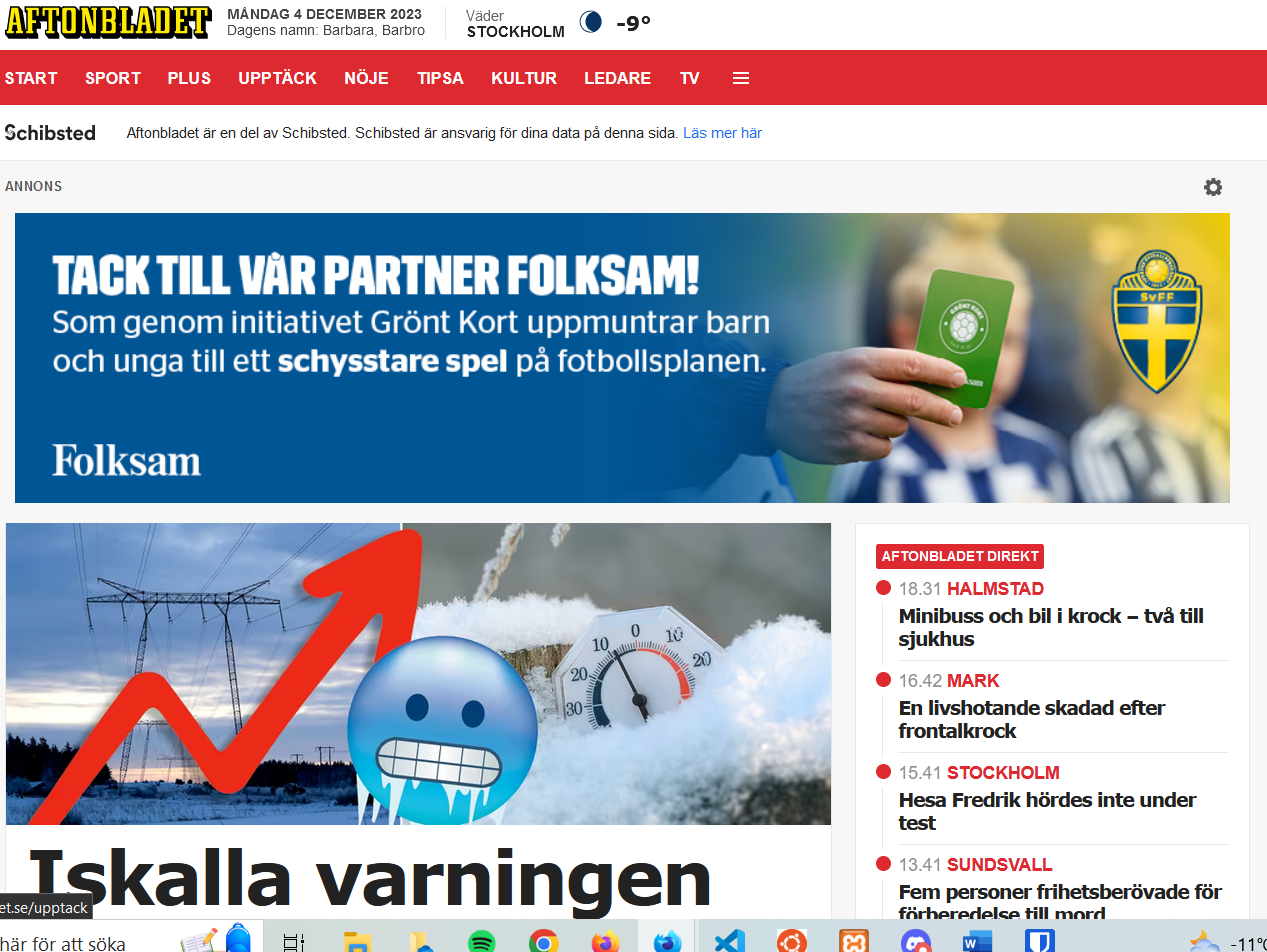 AFTONBLADET
MÅNDAG 4 DECEMBER 2023
Dagens namn: Barbara, Barbro
Väder
STOCKHOLM
-9°
START SPORT PLUS UPPTÄCK NÖJE TIPSA KULTUR LEDARE TV
Schibsted
Aftonbladet är en del av Schibsted. Schibsted är ansvarig för dina data på denna sida. Läs mer här
ANNONS
TACK TILL VÅR PARTNER FOLKSAM!
Som genom initiativet Grönt Kort uppmuntrar barn
och unga till ett schysstare spel på fotbollsplanen.
Folksam
GRÖNT KORT
SvFF
10 0 10
20 20
30
Iskalla varningen
AFTONBLADET DIREKT
18.31 HALMSTAD
Minibuss och bil i krock – två till
sjukhus
16.42 MARK
En livshotande skadad efter
frontalkrock
15.41 STOCKHOLM
Hesa Fredrik hördes inte under
test
13.41 SUNDSVALL
Fem personer frihetsberövade för
förberedelse till mord
et.se/upptack
här för att söka
-11°C